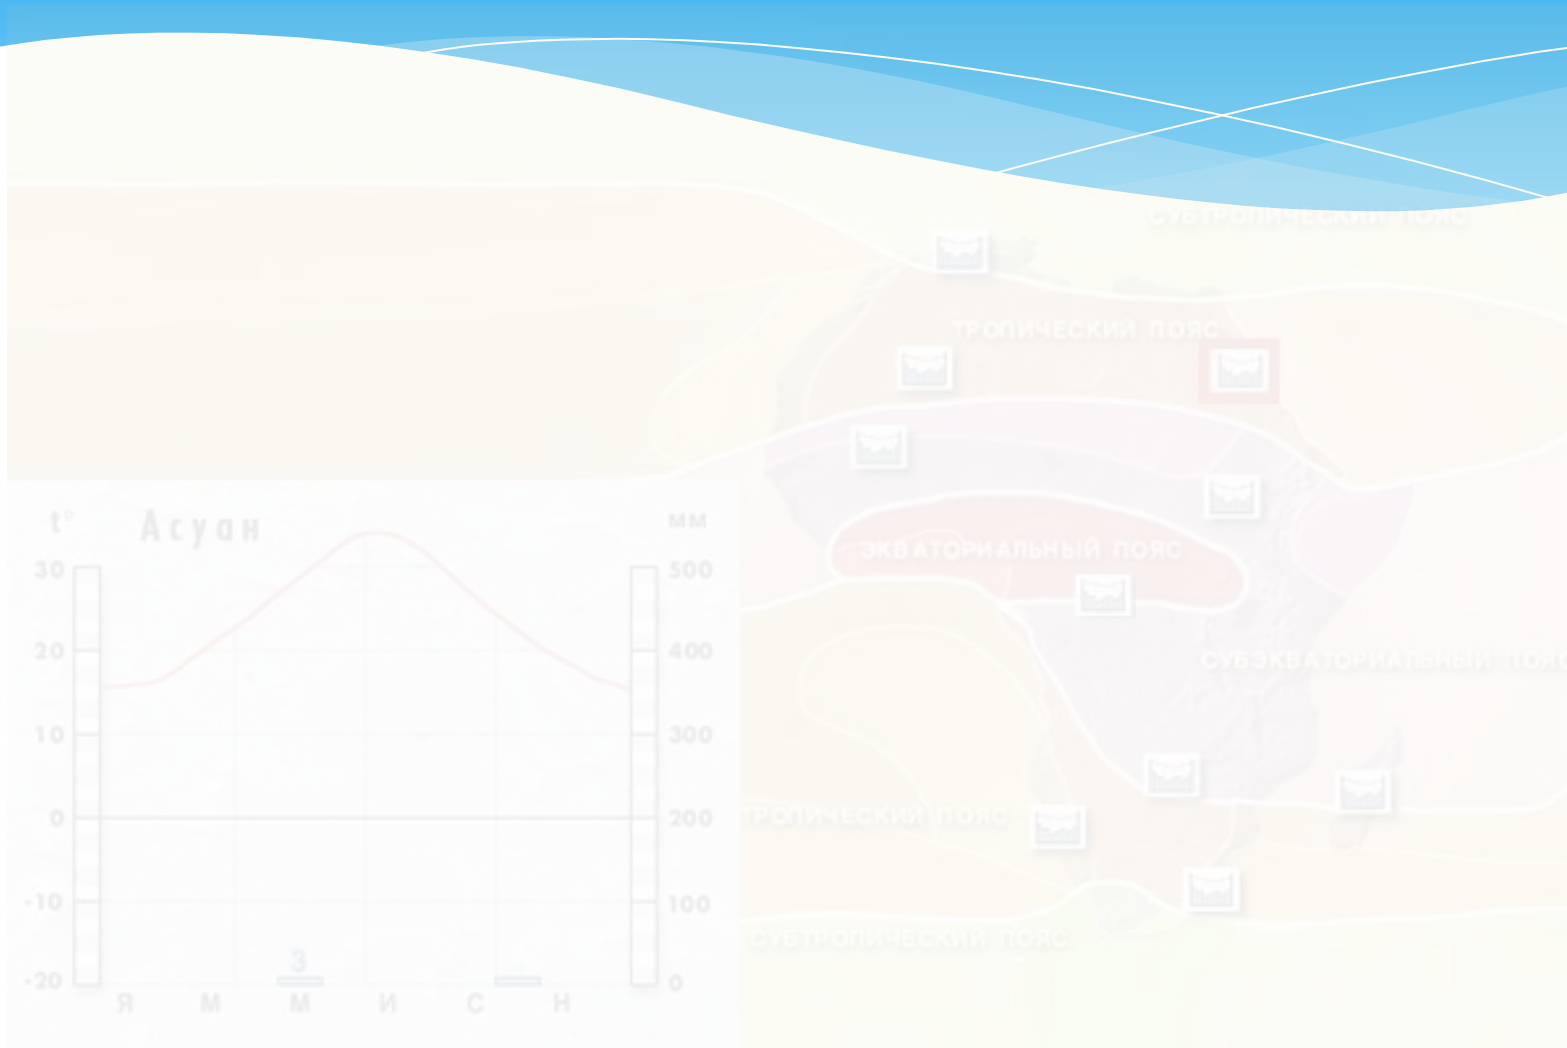 СУБТРОПИЧЕСКИЙ ПОЯС
ТРОПИЧЕСКИЙ ПОЯС
ЭКВАТОРИАЛЬНЫЙ ПОЯС
СУБЭКВАТОРИАЛЬНЫЙ ПОЯС
ТРОПИЧЕСКИЙ ПОЯС
СУБТРОПИЧЕСКИЙ ПОЯС
t° Асуан мм
30 500
20 400
10 300
0 200
-10 100
3
-20 0
Я М М И С Н